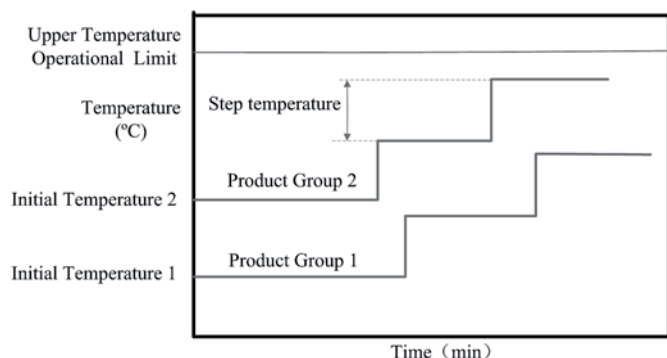 Upper Temperature
Operational Limit
Step temperature
Temperature
(ºC)
Product Group 2
Initial Temperature 2
Product Group 1
Initial Temperature 1
Time（min）